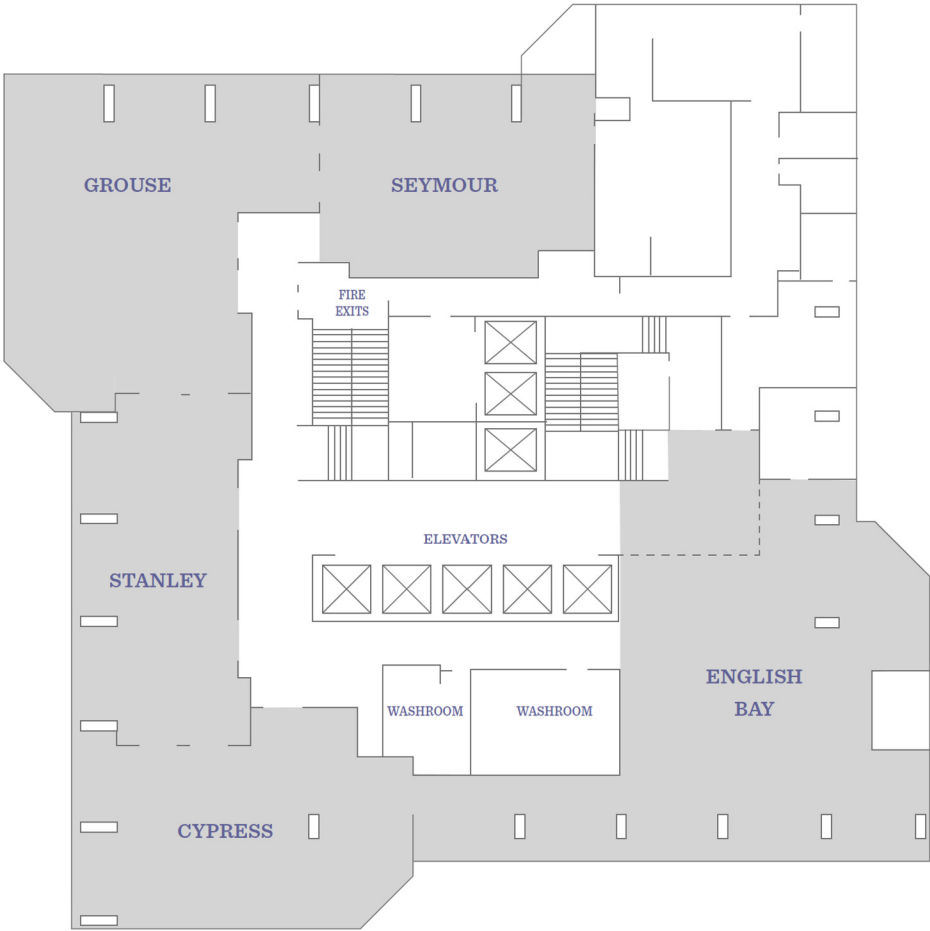 GROUSE
SEYMOUR
FIRE
EXITS
ELEVATORS
STANLEY
ENGLISH
BAY
WASHROOM
WASHROOM
CYPRESS